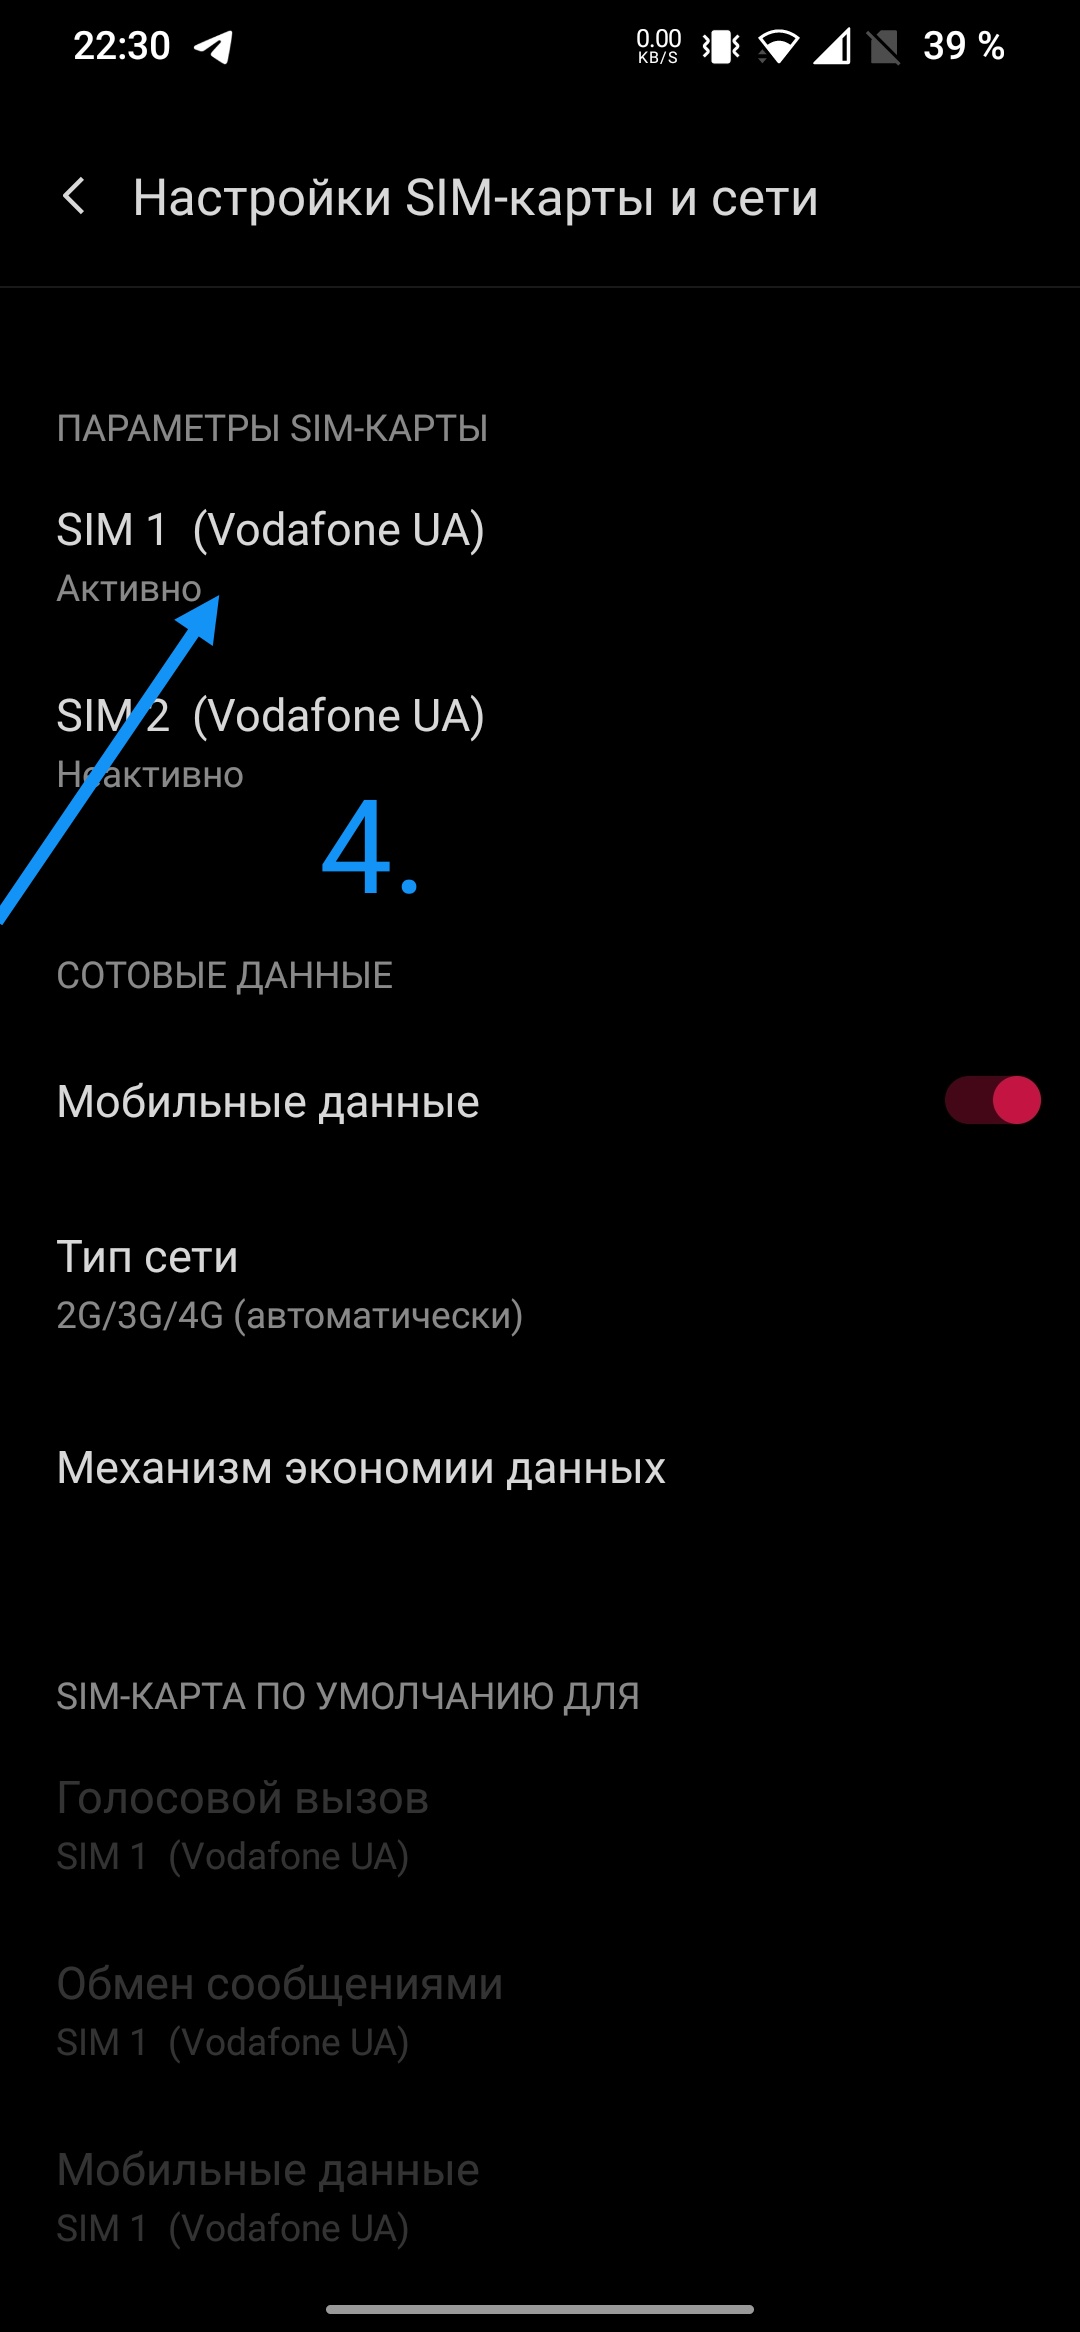 22:30
0.00
KB/S
39 %
Настройки SIM-карты и сети
ПАРАМЕТРЫ SIM-КАРТЫ
SIM 1 (Vodafone UA)
Активно
SIM 2 (Vodafone UA)
Неактивно
4.
СОТОВЫЕ ДАННЫЕ
Мобильные данные
Тип сети
2G/3G/4G (автоматически)
Механизм экономии данных
SIM-КАРТА ПО УМОЛЧАНИЮ ДЛЯ
Голосовой вызов
SIM 1 (Vodafone UA)
Обмен сообщениями
SIM 1 (Vodafone UA)
Мобильные данные
SIM 1 (Vodafone UA)